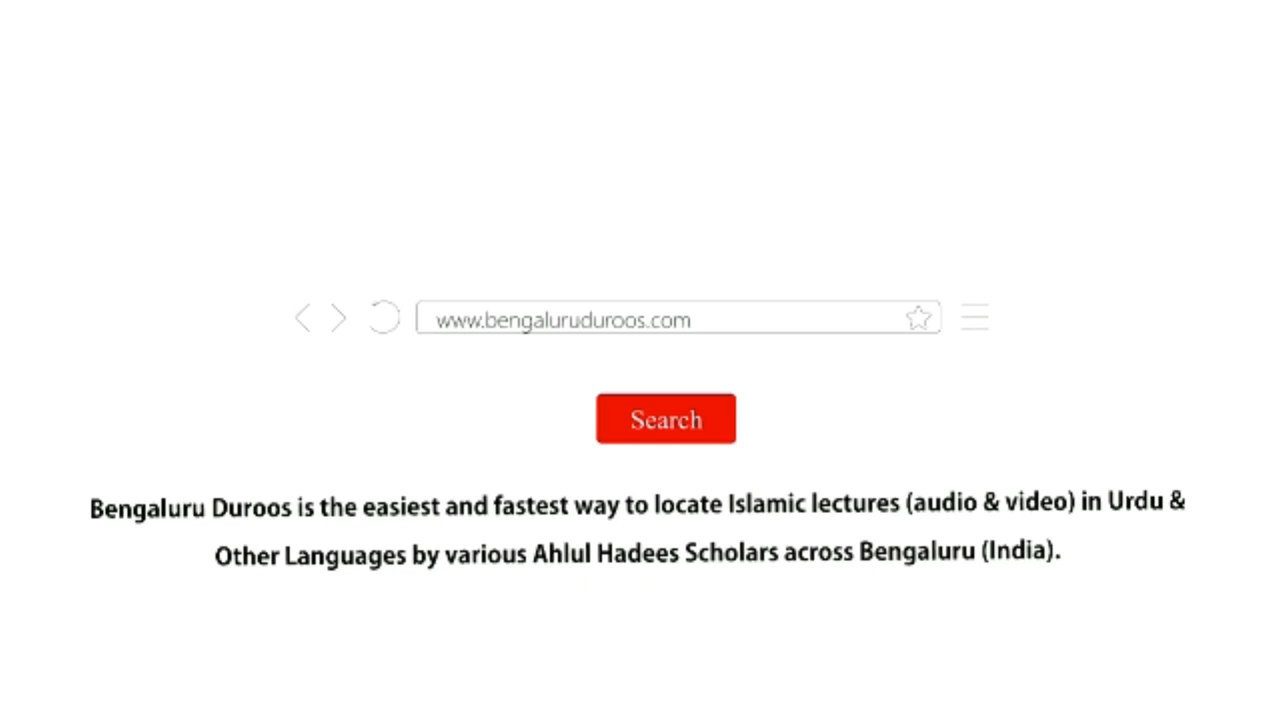 www.bengaluruduroos.com
Search
Bengaluru Duroos is the easiest and fastest way to locate Islamic lectures (audio & video) in Urdu &
Other Languages by various Ahlul Hadees Scholars across Bengaluru (India).